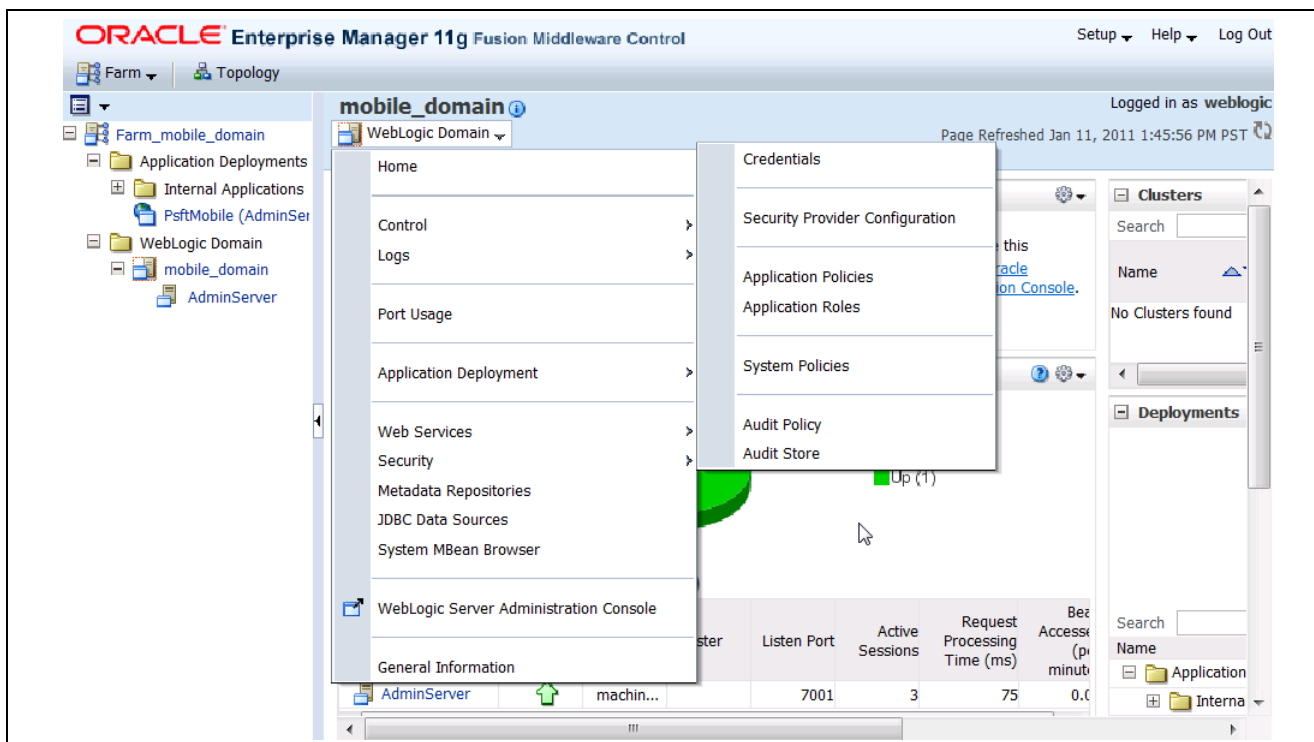 ORACLE Enterprise Manager 11g Fusion Middleware Control
Setup Help Log Out
Farm Topology
mobile_domain
Logged in as weblogic
WebLogic Domain
Page Refreshed Jan 11, 2011 1:45:56 PM PST
Farm_mobile_domain
Application Deployments
Internal Applications
PsftMobile (AdminSer
WebLogic Domain
mobile_domain
AdminServer
Home
Control
Logs
Port Usage
Application Deployment
Web Services
Security
Metadata Repositories
JDBC Data Sources
System MBean Browser
WebLogic Server Administration Console
General Information
Credentials
Security Provider Configuration
Application Policies
Application Roles
System Policies
Audit Policy
Audit Store
this
Console.
Up (1)
Clusters
Search
Name
No Clusters found
Deployments
Search
Name
Application
Interna
Listen Port
Active
Sessions
Request
Processing
Time (ms)
AdminServer machin... 7001 3 75